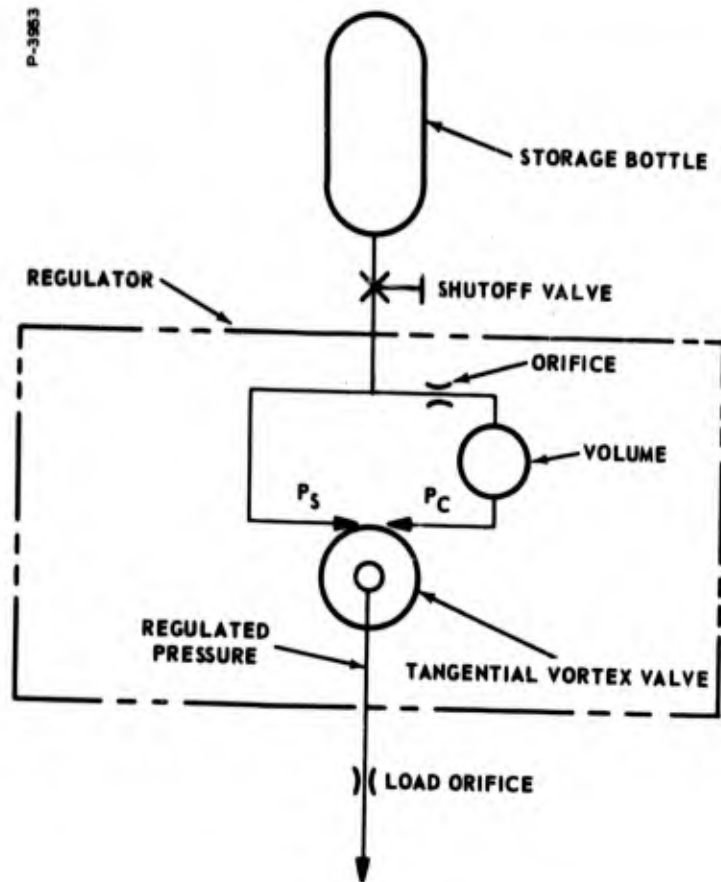 P-3953
STORAGE BOTTLE
REGULATOR
SHUTOFF VALVE
ORIFICE
VOLUME
PS
PC
REGULATED
PRESSURE
TANGENTIAL VORTEX VALVE
LOAD ORIFICE